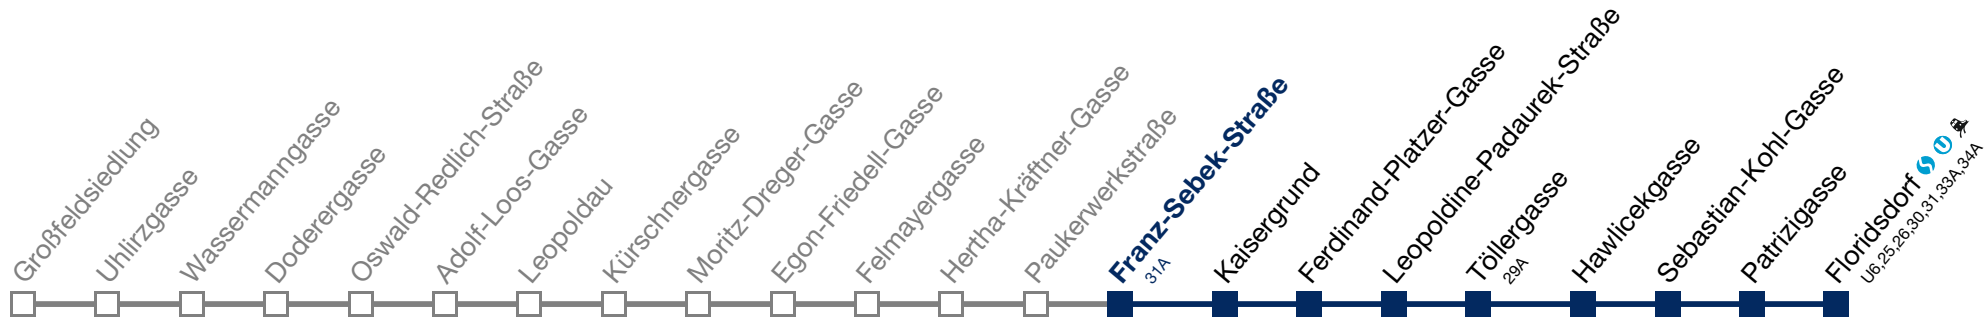 Großfeldsiedlung
Uhlirzgasse
Wassermanngasse
Doderergasse
Oswald-Redlich-Straße
Adolf-Loos-Gasse
Leopoldau
Kürschnergasse
Moritz-Dreger-Gasse
Egon-Friedell-Gasse
Felmayergasse
Hertha-Kräftner-Gasse
Paukerwerkstraße
Franz-Sebek-Straße
31A
Kaisergrund
Ferdinand-Platzer-Gasse
Leopoldine-Padaurek-Straße
Töllergasse
29A
Hawlicekgasse
Sebastian-Kohl-Gasse
Patrizigasse
Floridsdorf S U
U6,25,26,30,31,33A,34A